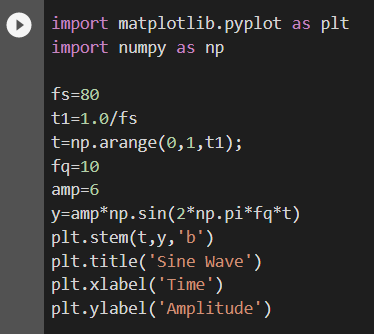 import matplotlib.pyplot as plt
import numpy as np
fs=80
t1=1.0/fs
t=np.arange(0,1,t1);
fq=10
amp=6
y=amp*np.sin(2*np.pi*fq*t)
plt.stem(t,y,'b')
plt.title('Sine Wave')
plt.xlabel('Time')
plt.ylabel('Amplitude')